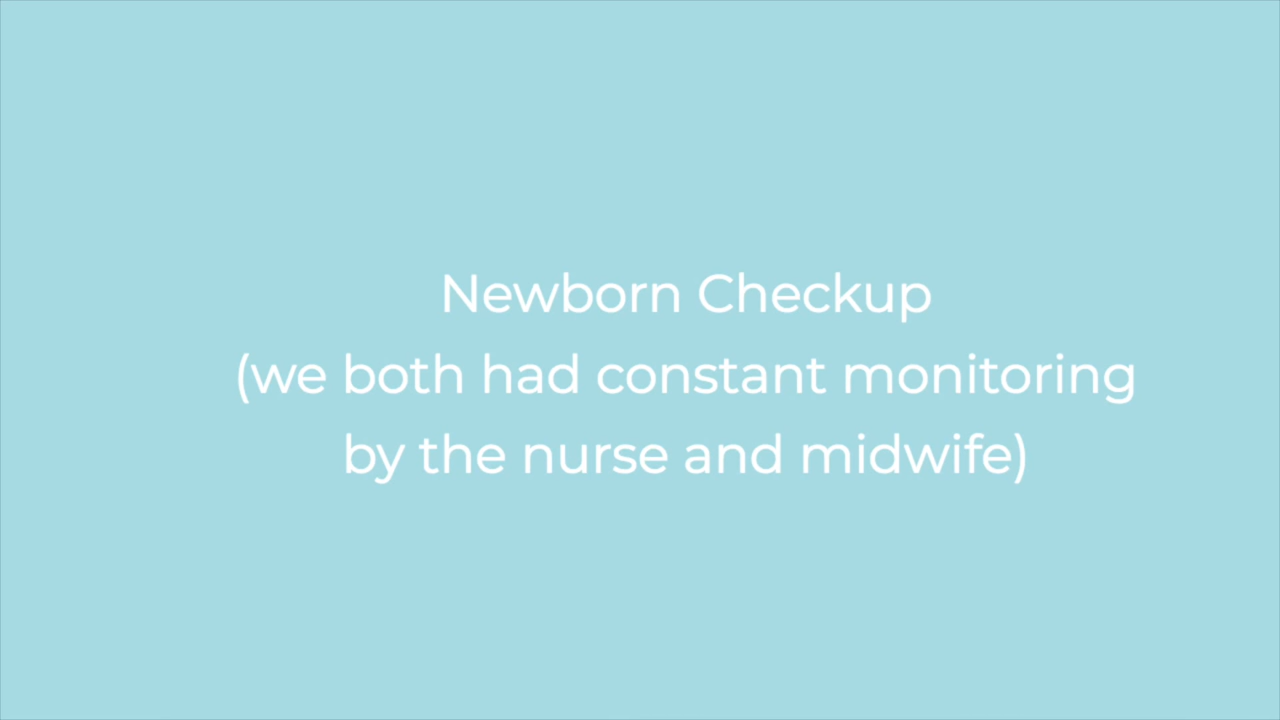 Newborn Checkup
(we both had constant monitoring
by the nurse and midwife)